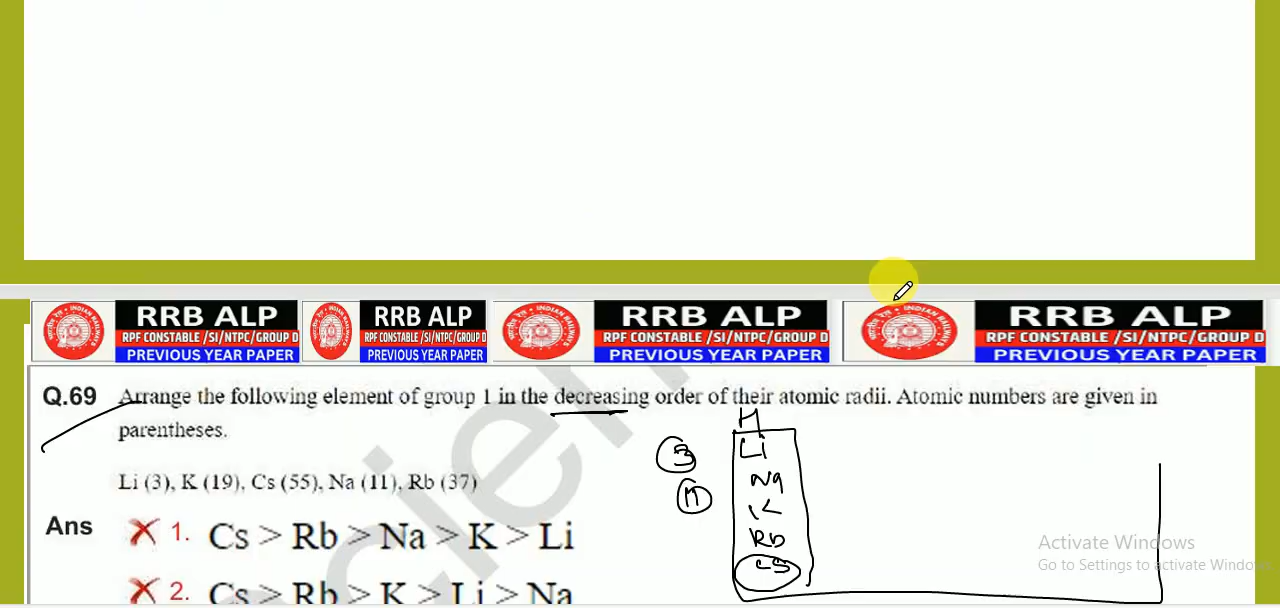 RRB ALP RRB ALP RRB ALP RRB ALP
RPF CONSTABLE /SI/NTPC/GROUP D RPF CONSTABLE /SI/NTPC/GROUP D RPF CONSTABLE /SI/NTPC/GROUP D RPF CONSTABLE /SI/NTPC/GROUP D
PREVIOUS YEAR PAPER PREVIOUS YEAR PAPER PREVIOUS YEAR PAPER PREVIOUS YEAR PAPER
Q.69 Arrange the following element of group 1 in the decreasing order of their atomic radii. Atomic numbers are given in
parentheses.
H
3 Li
Li (3), K (19), Cs (55), Na (11), Rb (37)
11 Na
K
Rb
Cs
Ans 1. Cs > Rb > Na > K > Li
2. Cs > Rb > K > Li > Na
Activate Windows
Go to Settings to activate Windows.